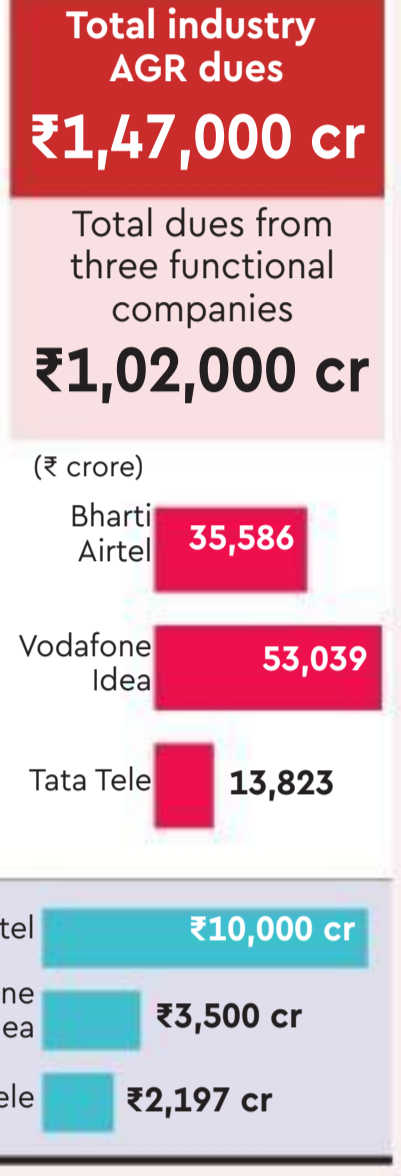 Total industry
AGR dues
₹1,47,000 cr
Total dues from
three functional
companies
₹1,02,000 cr
(₹ crore)
Bharti
Airtel 35,586
Vodafone
Idea 53,039
Tata Tele 13,823
tel ₹10,000 cr
ne
ea ₹3,500 cr
ele ₹2,197 cr